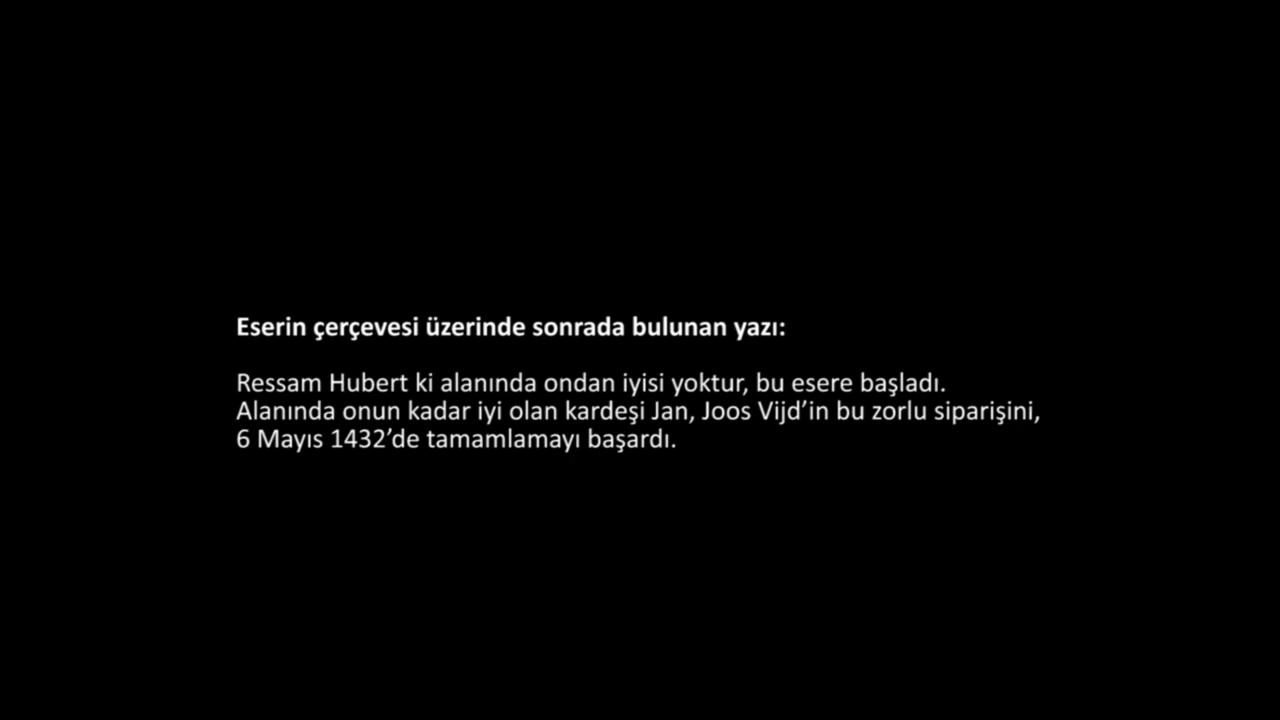 Eserin çerçevesi üzerinde sonrada bulunan yazı:
Ressam Hubert ki alanında ondan iyisi yoktur, bu esere başladı.
Alanında onun kadar iyi olan kardeşi Jan, Joos Vijd’in bu zorlu siparişini,
6 Mayıs 1432’de tamamlamayı başardı.